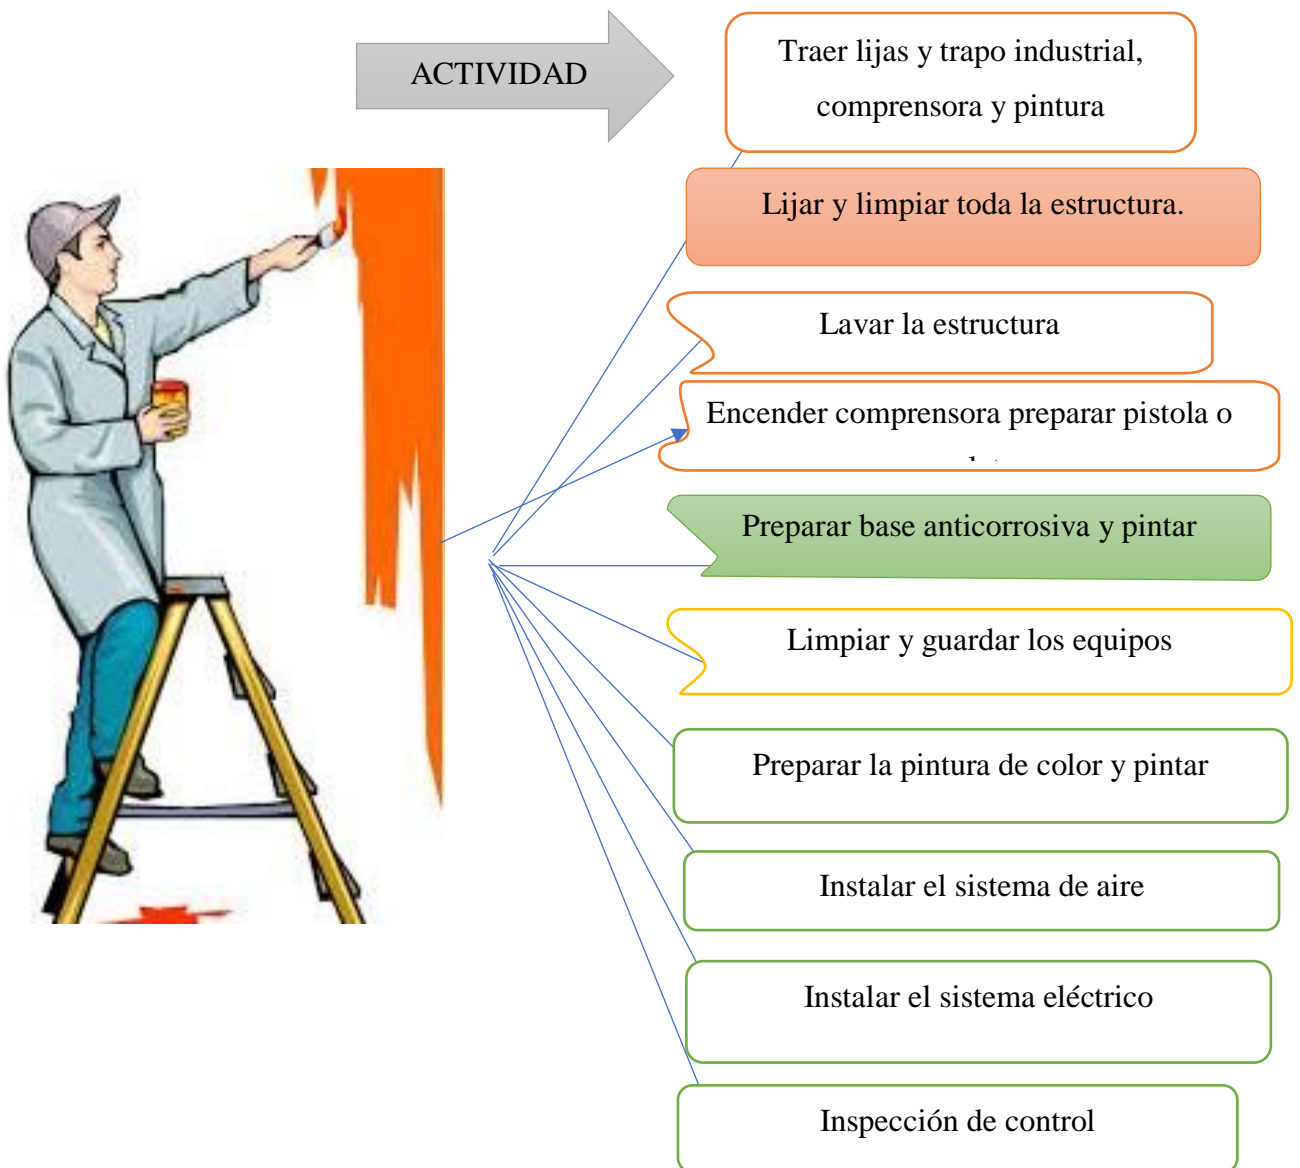 ACTIVIDAD
Traer lijas y trapo industrial,
comprensora y pintura
Lijar y limpiar toda la estructura.
Lavar la estructura
Encender comprensora preparar pistola o
Preparar base anticorrosiva y pintar
Limpiar y guardar los equipos
Preparar la pintura de color y pintar
Instalar el sistema de aire
Instalar el sistema eléctrico
Inspección de control